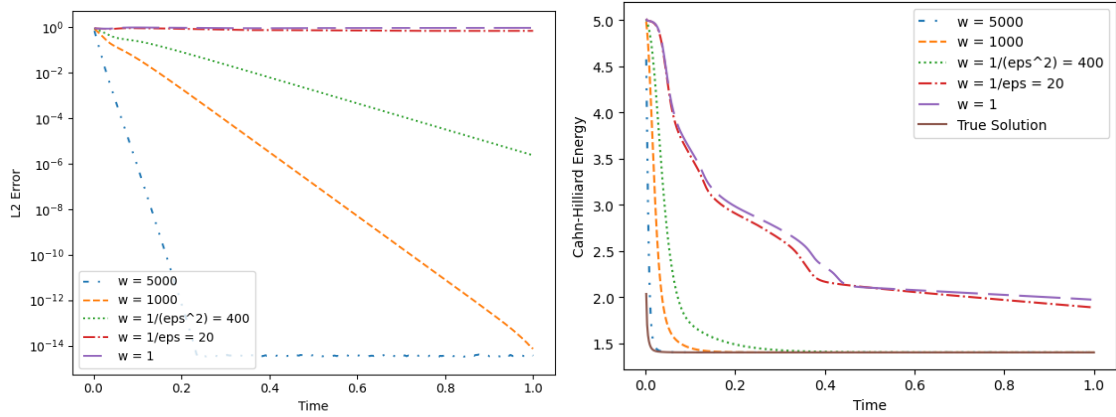 10^0
10^-2
10^-4
10^-6
10^-8
10^-10
10^-12
10^-14
L2 Error
w = 5000
w = 1000
w = 1/(eps^2) = 400
w = 1/eps = 20
w = 1
0.0 0.2 0.4 0.6 0.8 1.0
Time
5.0
4.5
4.0
3.5
3.0
2.5
2.0
1.5
Cahn-Hilliard Energy
w = 5000
w = 1000
w = 1/(eps^2) = 400
w = 1/eps = 20
w = 1
True Solution
0.0 0.2 0.4 0.6 0.8 1.0
Time